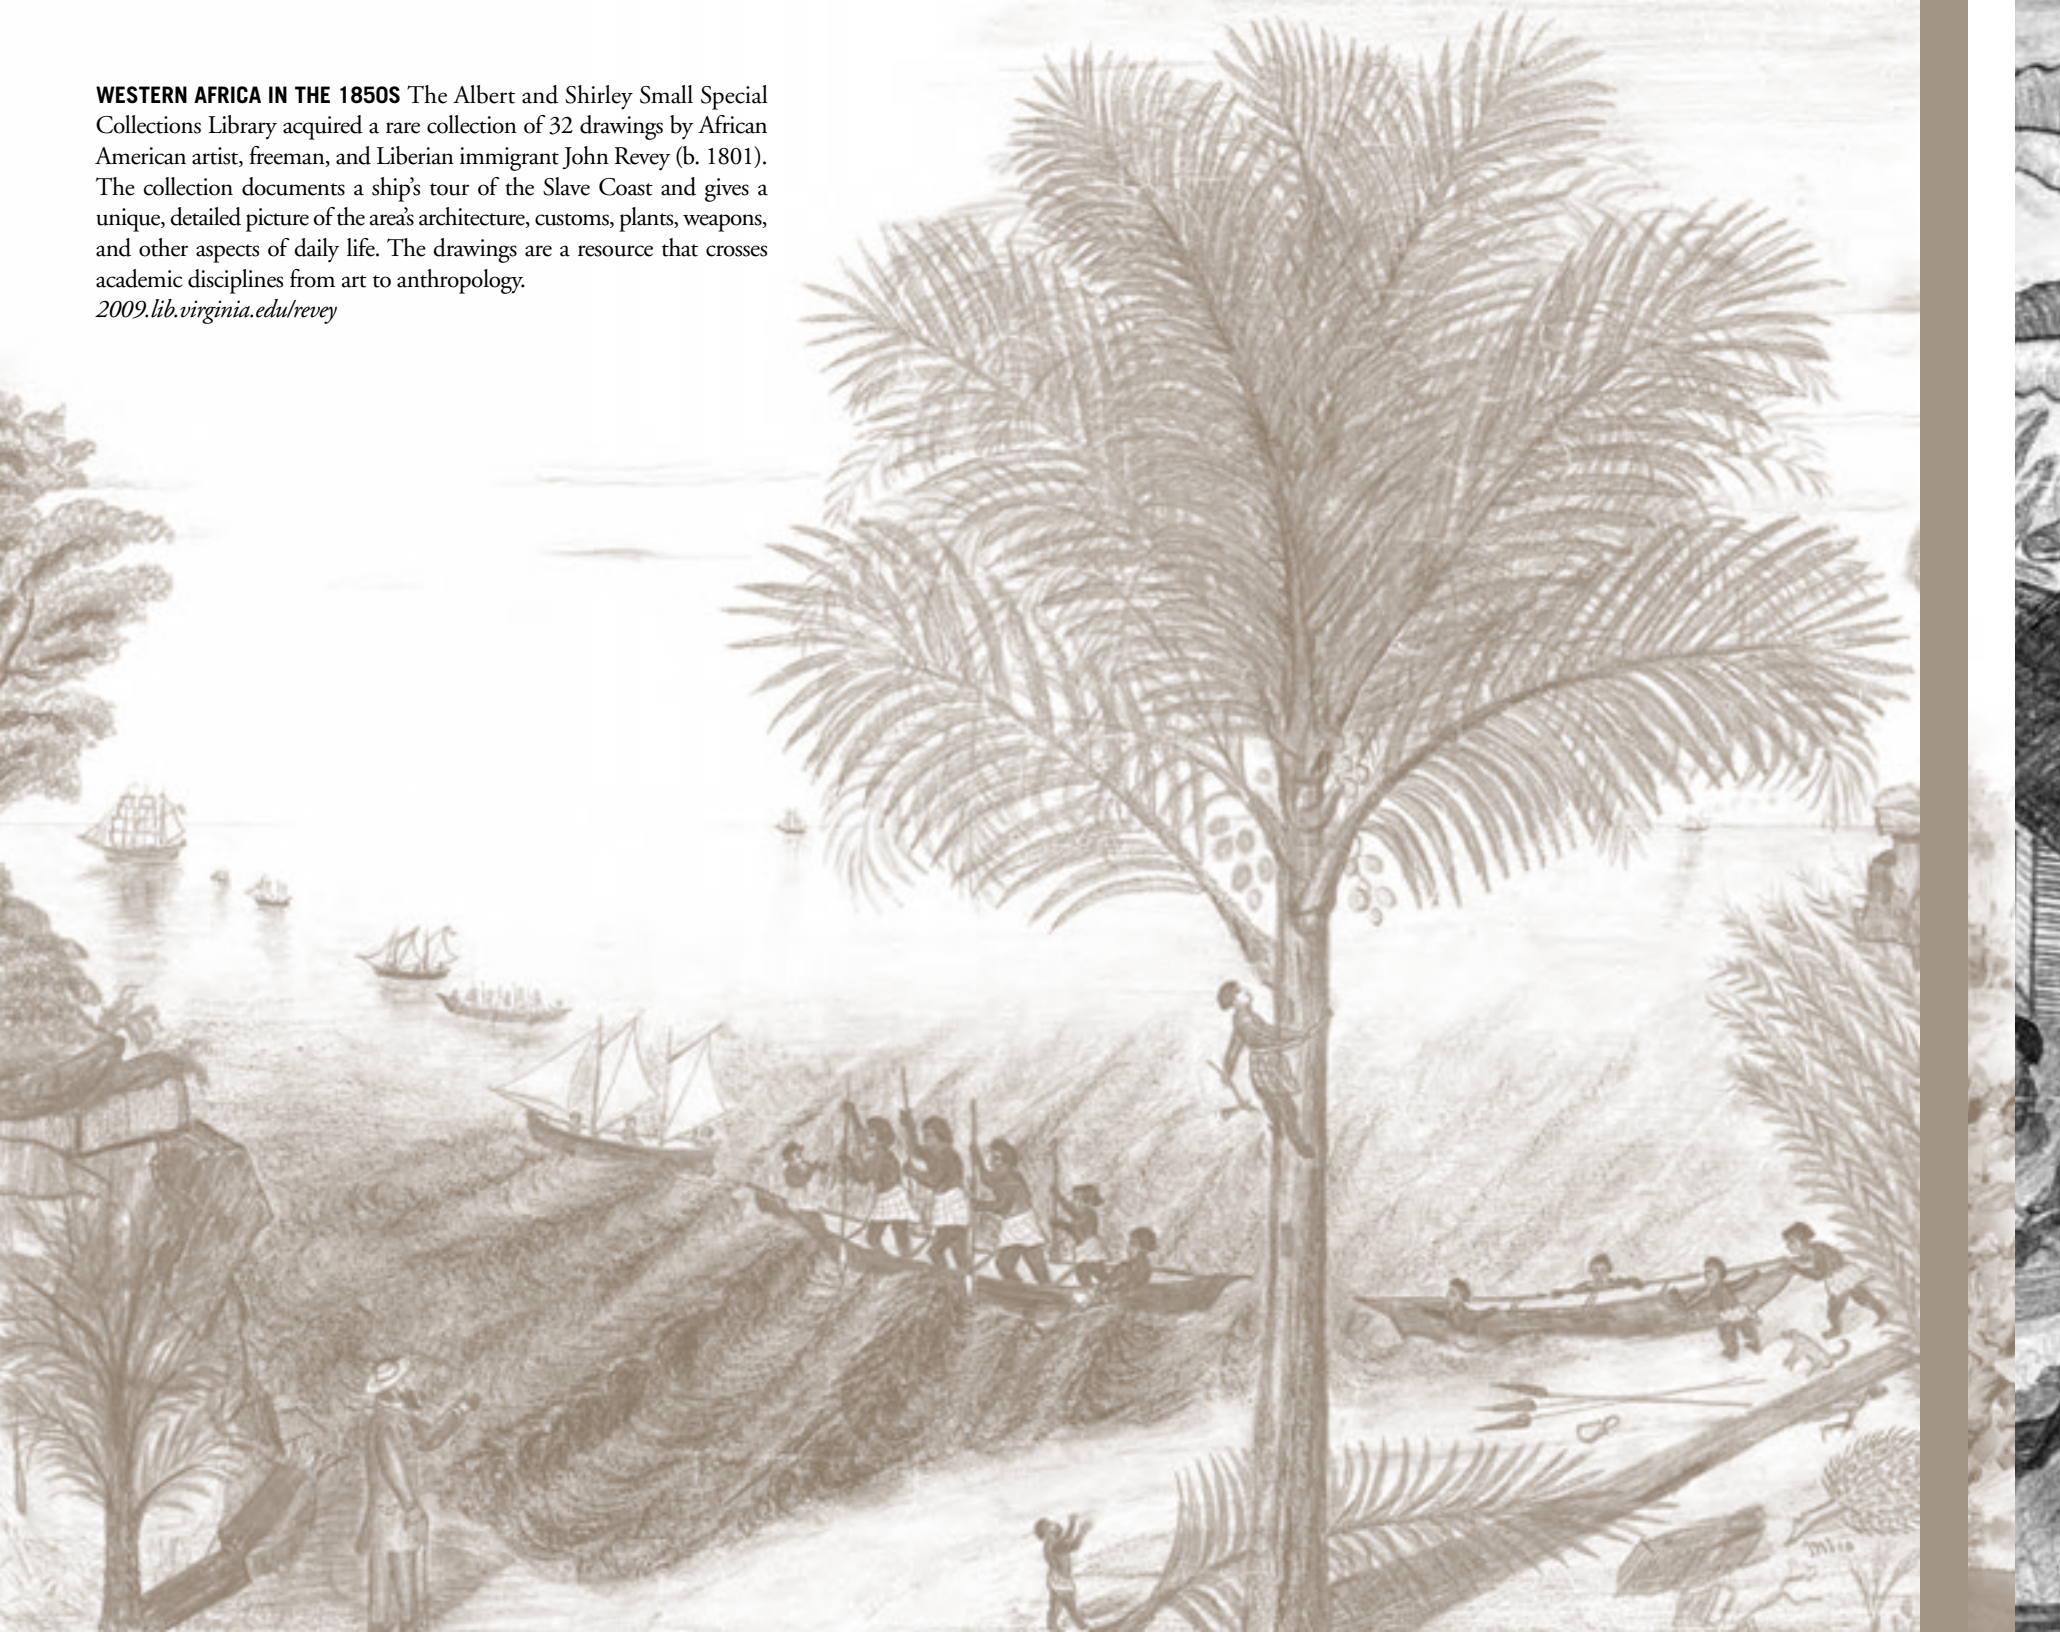 WESTERN AFRICA IN THE 1850S The Albert and Shirley Small Special
Collections Library acquired a rare collection of 32 drawings by African
American artist, freeman, and Liberian immigrant John Revey (b. 1801).
The collection documents a ship's tour of the Slave Coast and gives a
unique, detailed picture of the area's architecture, customs, plants, weapons,
and other aspects of daily life. The drawings are a resource that crosses
academic disciplines from art to anthropology.
2009.lib.virginia.edu/revey